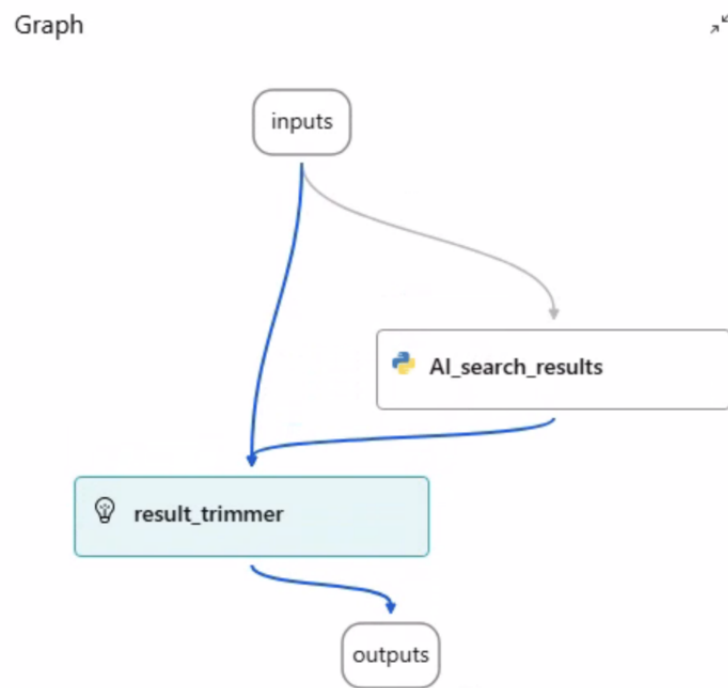 Graph
inputs
AI_search_results
result_trimmer
outputs